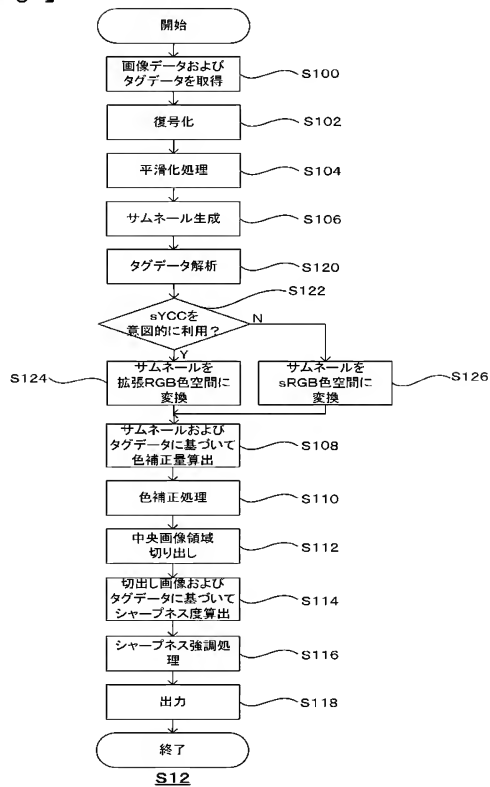 開始
画像データおよび
タグデータを取得
S100
復号化
S102
平滑化処理
S104
サムネール生成
S106
タグデータ解析
S120
S122
sYCCを
意図的に利用?
N
Y
S124
サムネールを
拡張RGB色空間に
変換
サムネールを
sRGB色空間に
変換
S126
サムネールおよび
タグデータに基づいて
色補正量算出
S108
色補正処理
S110
中央画像領域
切り出し
S112
切出し画像および
タグデータに基づいて
シャープネス度算出
S114
シャープネス強調処
理
S116
出力
S118
終了
S12